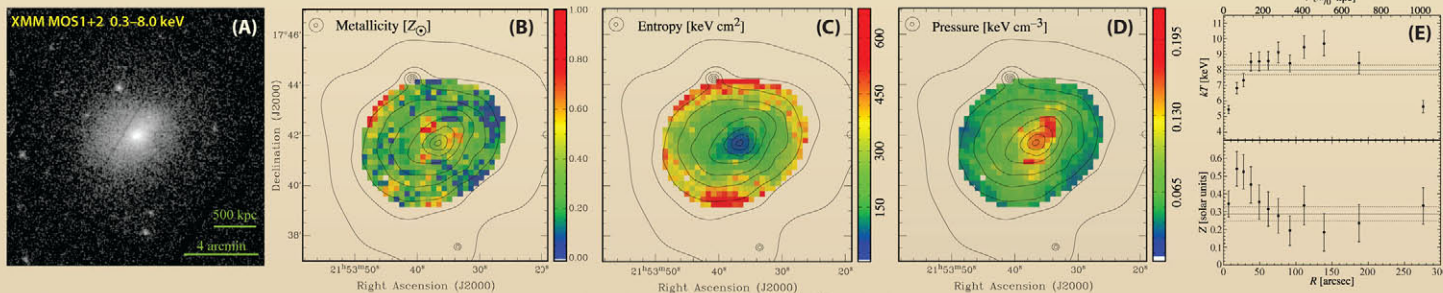 XMM MOS1+2 0.3–8.0 keV
(A)
500 kpc
4 arcmin
Metallicity [Z⊙]
(B)
17°46'
44'
42'
40'
38'
Declination (J2000)
21ʰ53ᵐ50ˢ
40ˢ
30ˢ
20ˢ
Right Ascension (J2000)
1.00
0.80
0.60
0.40
0.20
0.00
Entropy [keV cm²]
(C)
21ʰ53ᵐ50ˢ
40ˢ
30ˢ
20ˢ
Right Ascension (J2000)
600
450
300
150
Pressure [keV cm⁻³]
(D)
21ʰ53ᵐ50ˢ
40ˢ
30ˢ
20ˢ
Right Ascension (J2000)
0.195
0.130
0.065
0
200
400
600
800
1000
(E)
11
10
9
8
7
6
5
4
kT [keV]
0.6
0.5
0.4
0.3
0.2
0.1
0
Z [solar units]
0
50
100
150
200
250
300
R [arcsec]